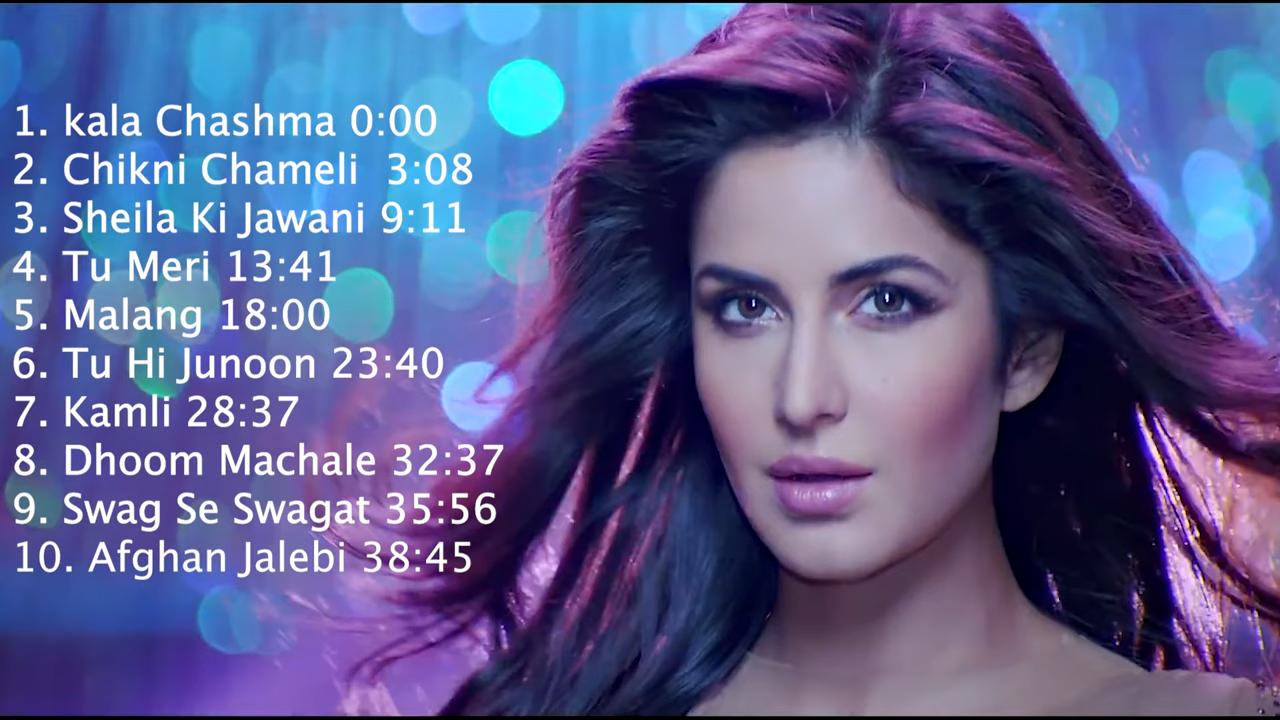 1. kala Chashma 0:00
2. Chikni Chameli  3:08
3. Sheila Ki Jawani 9:11
4. Tu Meri 13:41
5. Malang 18:00
6. Tu Hi Junoon 23:40
7. Kamli 28:37
8. Dhoom Machale 32:37
9. Swag Se Swagat 35:56
10. Afghan Jalebi 38:45